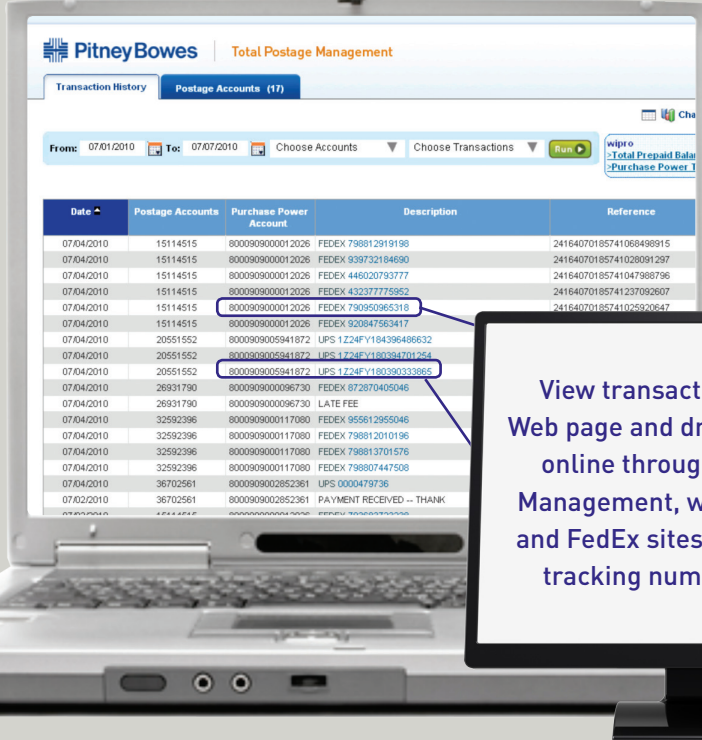 PitneyBowes Total Postage Management
Transaction History Postage Accounts (17)
Cha
From: 07/01/2010 To: 07/07/2010 Choose Accounts Choose Transactions Run
wipro
>Total Prepaid Balan
>Purchase Power T
Date Postage Accounts Purchase Power Account Description Reference
07/04/2010 15114515 8000909000012026 FEDEX 798812919198 24164070185741068498915
07/04/2010 15114515 8000909000012026 FEDEX 939732184690 24164070185741028091297
07/04/2010 15114515 8000909000012026 FEDEX 446020793777 24164070185741047988796
07/04/2010 15114515 8000909000012026 FEDEX 432377775952 24164070185741237092607
07/04/2010 15114515 8000909000012026 FEDEX 790950965318 24164070185741025920647
07/04/2010 15114515 8000909000012026 FEDEX 920847563417
07/04/2010 20551552 8000909005941872 UPS 1Z24FY184396486632
07/04/2010 20551552 8000909005941872 UPS 1Z24FY180394701254
07/04/2010 20551552 8000909005941872 UPS 1Z24FY180390333865
07/04/2010 26931790 8000909000096730 FEDEX 872870405046
07/04/2010 26931790 8000909000096730 LATE FEE
07/04/2010 32592396 8000909000117080 FEDEX 955612955046
07/04/2010 32592396 8000909000117080 FEDEX 798812010196
07/04/2010 32592396 8000909000117080 FEDEX 798813701576
07/04/2010 32592396 8000909000117080 FEDEX 798807447508
07/04/2010 36702561 8000909002852361 UPS 0000479736
07/02/2010 36702561 8000909002852361 PAYMENT RECEIVED -- THANK
View transact
Web page and dr
online throug
Management, w
and FedEx sites
tracking num